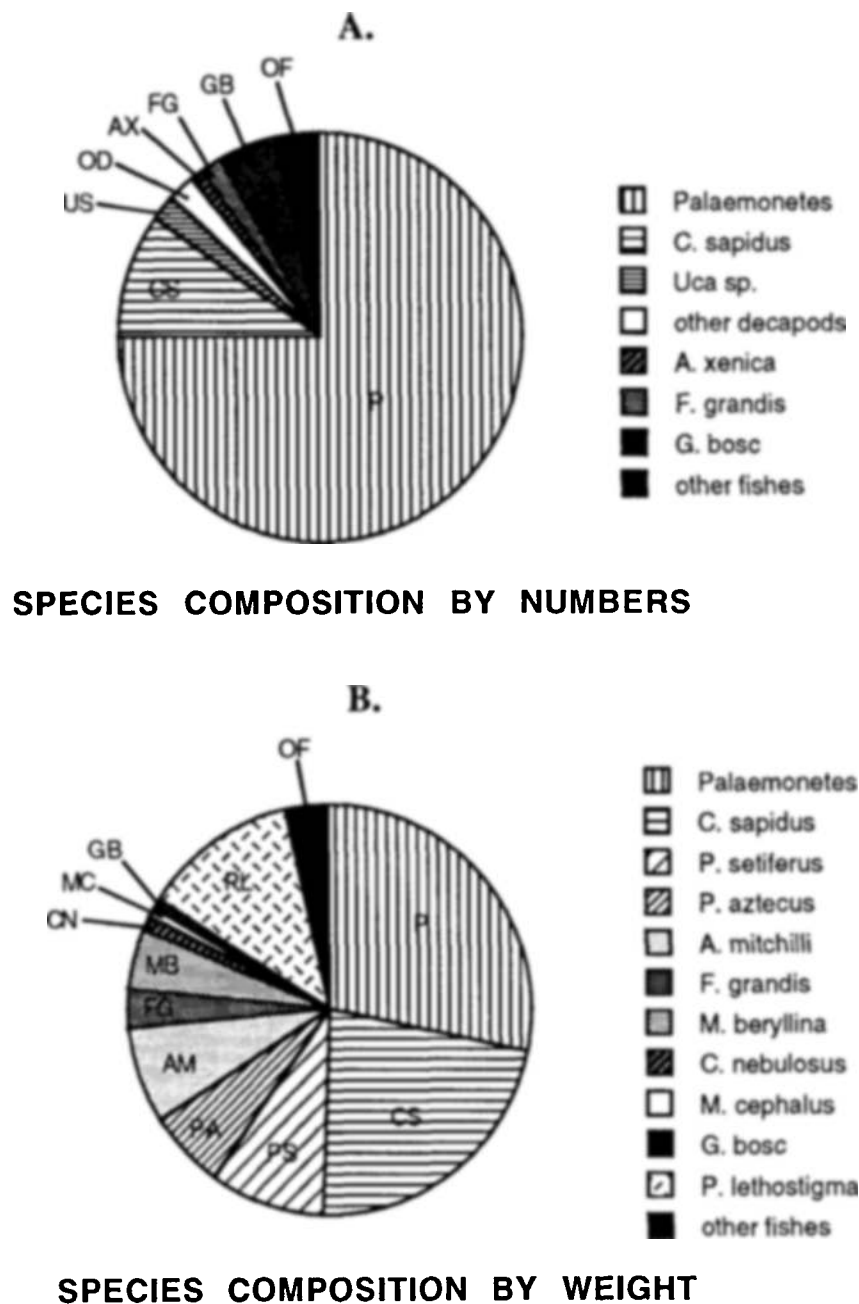 A.
OF
GB
FG
AX
OD
US
CS
P
Palaemonetes
C. sapidus
Uca sp.
other decapods
A. xenica
F. grandis
G. bosc
other fishes
SPECIES COMPOSITION BY NUMBERS
B.
OF
GB
MC
CN
RL
P
MB
FG
AM
PA
PS
CS
Palaemonetes
C. sapidus
P. setiferus
P. aztecus
A. mitchilli
F. grandis
M. beryllina
C. nebulosus
M. cephalus
G. bosc
P. lethostigma
other fishes
SPECIES COMPOSITION BY WEIGHT